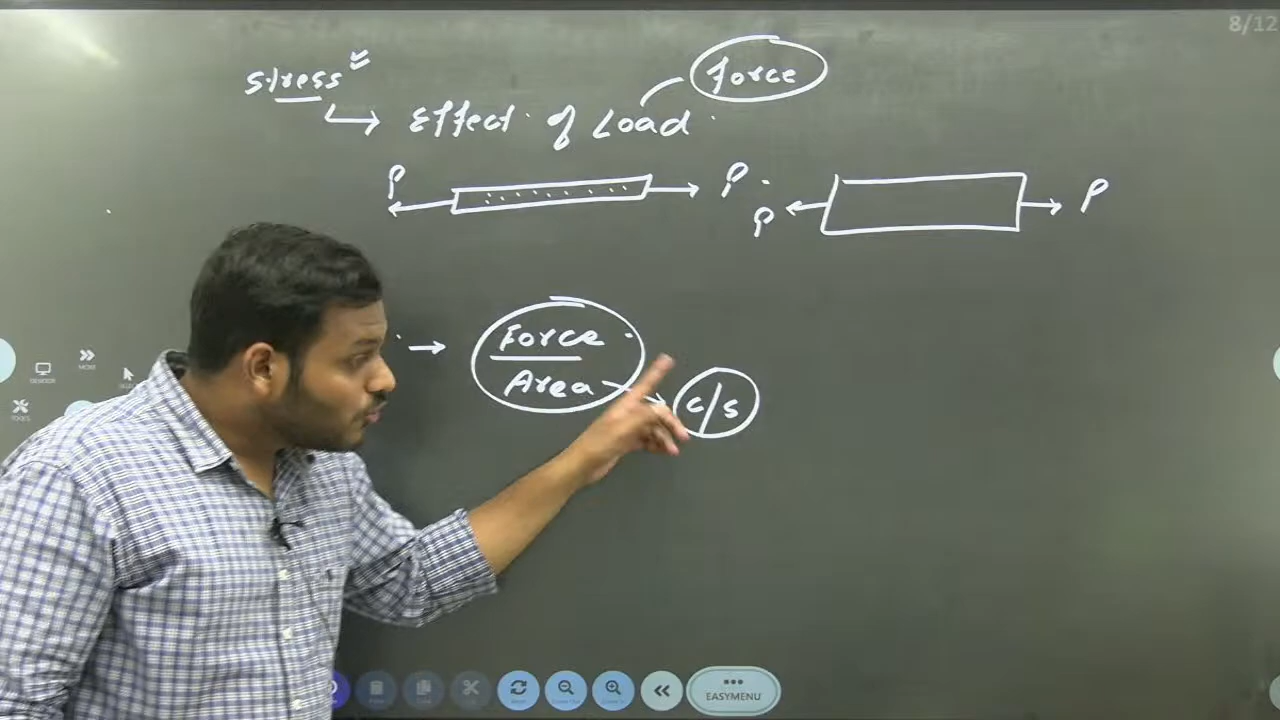 8/12
Stress
Force
Effect of Load
P P P P
Force
Area
c/s
EASYMENU